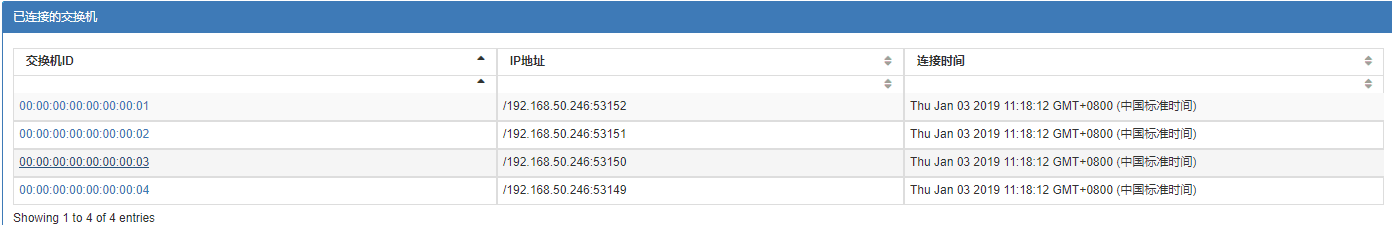 已连接的交换机
交换机ID IP地址 连接时间
00:00:00:00:00:00:00:01 /192.168.50.246:53152 Thu Jan 03 2019 11:18:12 GMT+0800 (中国标准时间)
00:00:00:00:00:00:00:02 /192.168.50.246:53151 Thu Jan 03 2019 11:18:12 GMT+0800 (中国标准时间)
00:00:00:00:00:00:00:03 /192.168.50.246:53150 Thu Jan 03 2019 11:18:12 GMT+0800 (中国标准时间)
00:00:00:00:00:00:00:04 /192.168.50.246:53149 Thu Jan 03 2019 11:18:12 GMT+0800 (中国标准时间)
Showing 1 to 4 of 4 entries